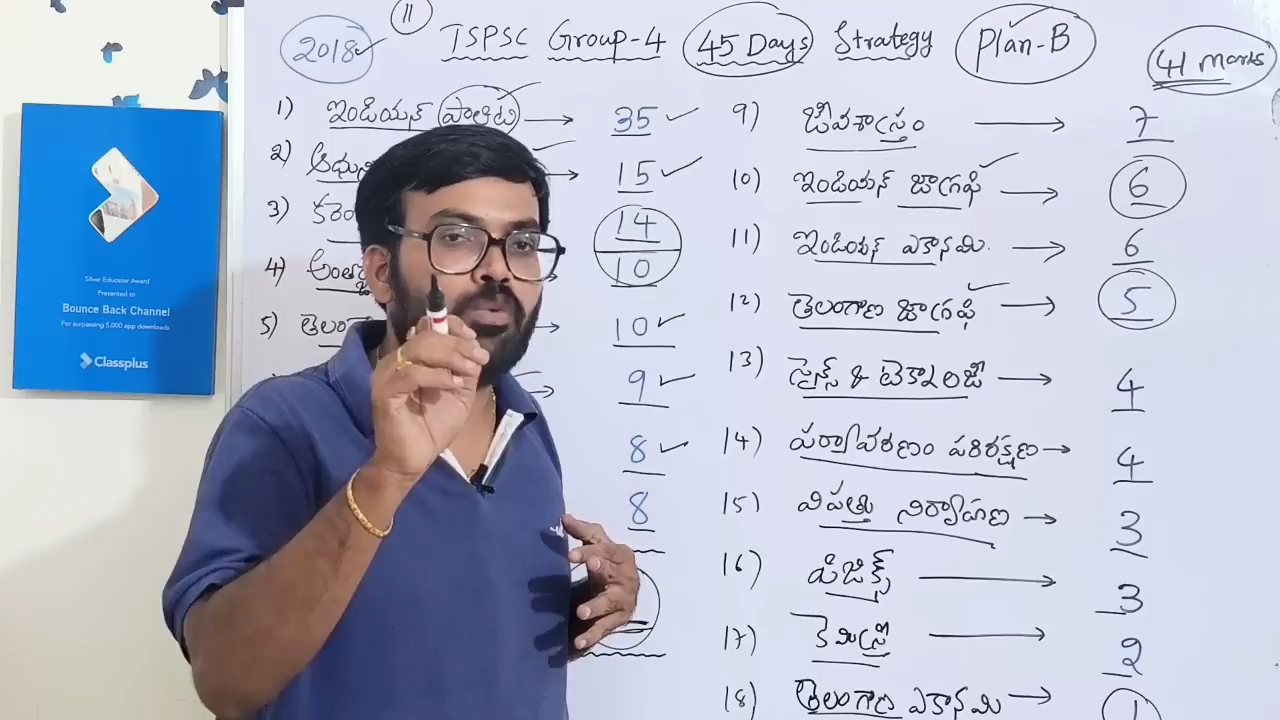 11
2018 TSPSC Group-4 45 Days Strategy Plan-B 41 marks
1) ఇండియన్ పాలిటి → 35
2) → 15
3) 14
4) 10
5) → 10
→ 9
8
8
9) జీవశాస్త్రం → 7
10) ఇండియన్ జాగ్రఫి → 6
11) ఇండియన్ ఎకానమి. → 6
12) తెలంగాణ జాగ్రఫి → 5
13) సైన్స్ & టెక్నాలజీ → 4
14) పర్యావరణం పరిరక్షణ → 4
15) విపత్తు నిర్వాహణ → 3
16) ఫిజిక్స్ → 3
17) కెమిస్ట్రీ → 2
18) తెలంగాణ ఎకానమి → 1
Silver Educator Award
Presented to
Bounce Back Channel
For surpassing 5,000 app downloads
Classplus